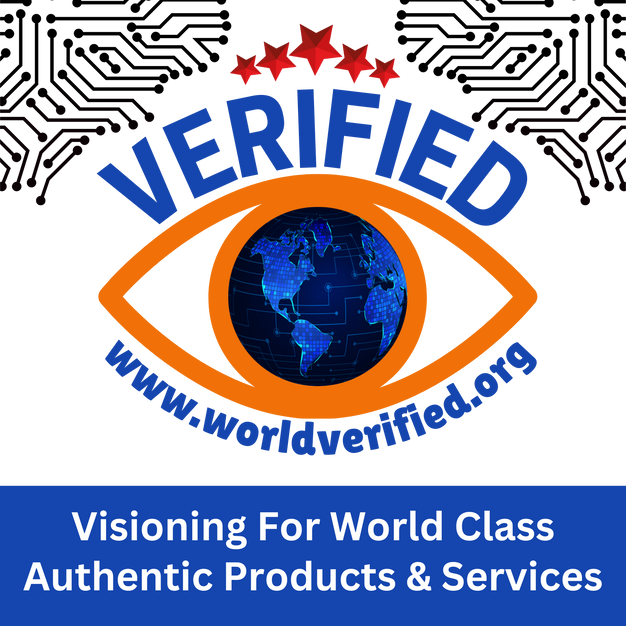 VERIFIED
www.worldverified.org
Visioning For World Class
Authentic Products & Services